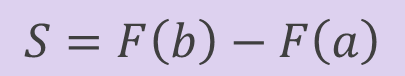 S = F(b) − F(a)